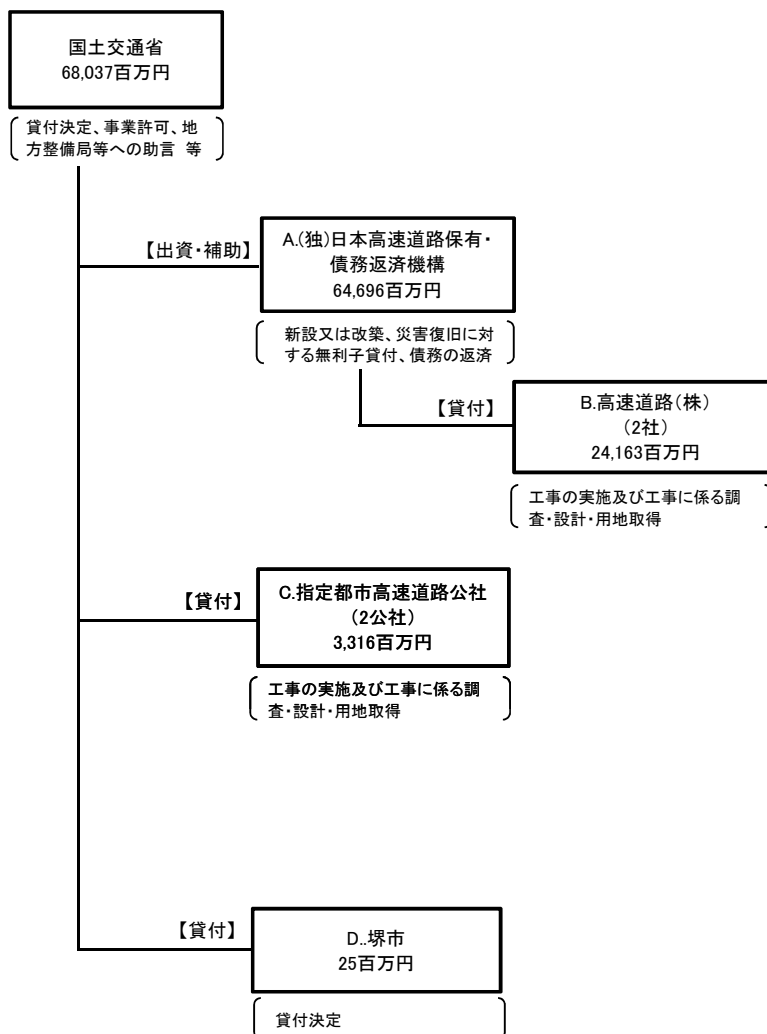 国土交通省
68,037百万円
貸付決定、事業許可、地
方整備局等への助言 等
【出資・補助】
A.(独)日本高速道路保有・
債務返済機構
64,696百万円
新設又は改築、災害復旧に対
する無利子貸付、債務の返済
【貸付】
B.高速道路(株)
(2社)
24,163百万円
工事の実施及び工事に係る調
査・設計・用地取得
【貸付】
C.指定都市高速道路公社
(2公社)
3,316百万円
工事の実施及び工事に係る調
査・設計・用地取得
【貸付】
D..堺市
25百万円
貸付決定